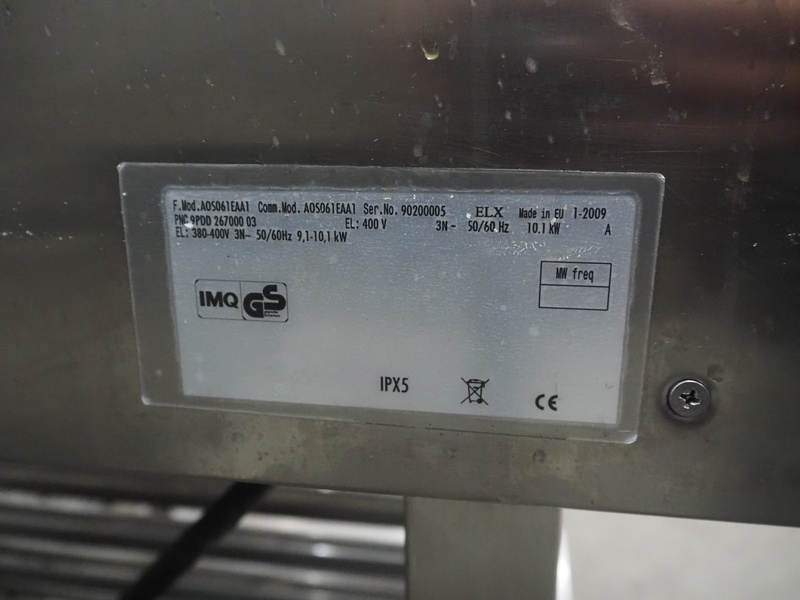 F.Mod.AOS061EAA1 Comm.Mod. AOS061EAA1 Ser.No. 90200005 ELX Made in EU 1-2009
PNC 9PDD 267000 03 EL: 400 V 3N~ 50/60 Hz 10.1 kW A
EL: 380-400V 3N~ 50/60Hz 9,1-10,1 kW
MW freq
IMQ GS
IPX5 CE